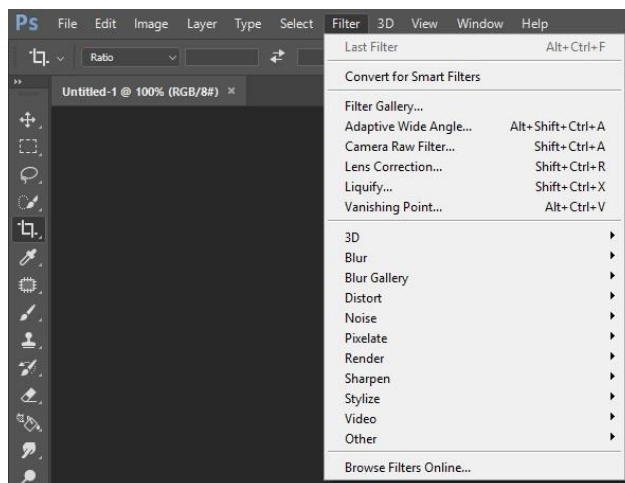 Ps File Edit Image Layer Type Select Filter 3D View Window Help
Ratio
Untitled-1 @ 100% (RGB/8#) ×
Last Filter Alt+Ctrl+F
Convert for Smart Filters
Filter Gallery...
Adaptive Wide Angle... Alt+Shift+Ctrl+A
Camera Raw Filter... Shift+Ctrl+A
Lens Correction... Shift+Ctrl+R
Liquify... Shift+Ctrl+X
Vanishing Point... Alt+Ctrl+V
3D
Blur
Blur Gallery
Distort
Noise
Pixelate
Render
Sharpen
Stylize
Video
Other
Browse Filters Online...